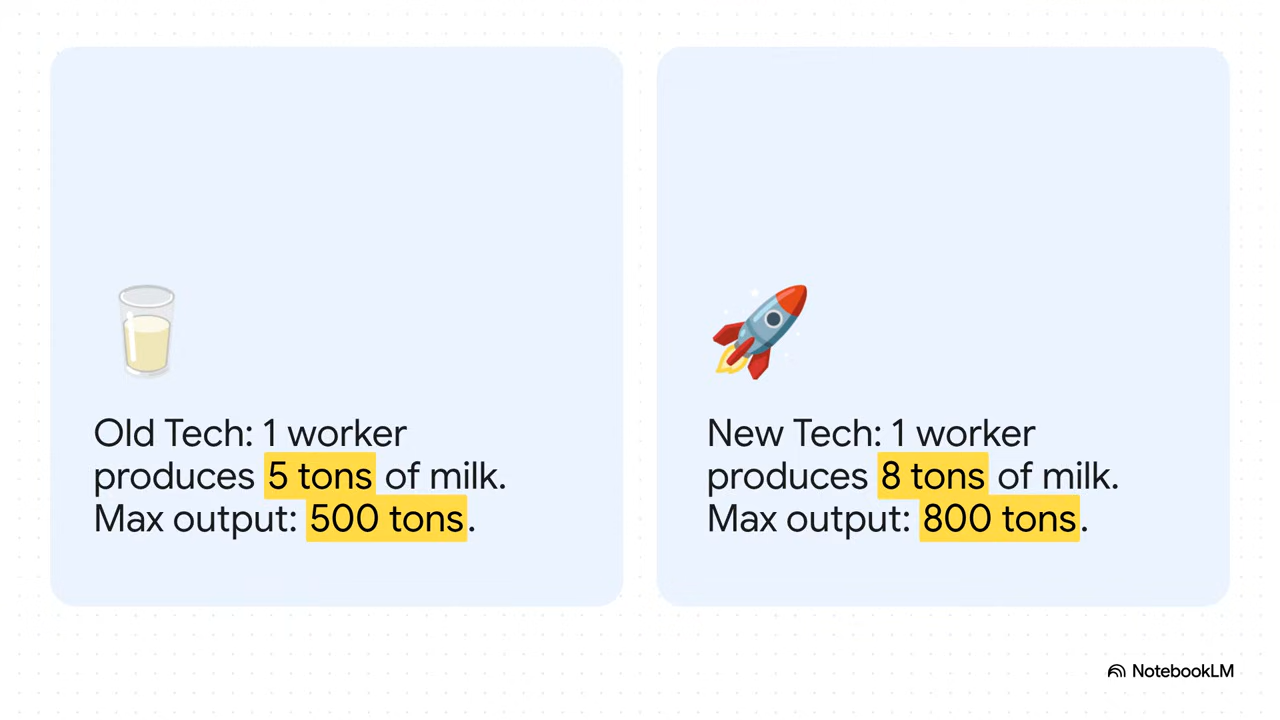 Old Tech: 1 worker
produces 5 tons of milk.
Max output: 500 tons.
New Tech: 1 worker
produces 8 tons of milk.
Max output: 800 tons.
NotebookLM